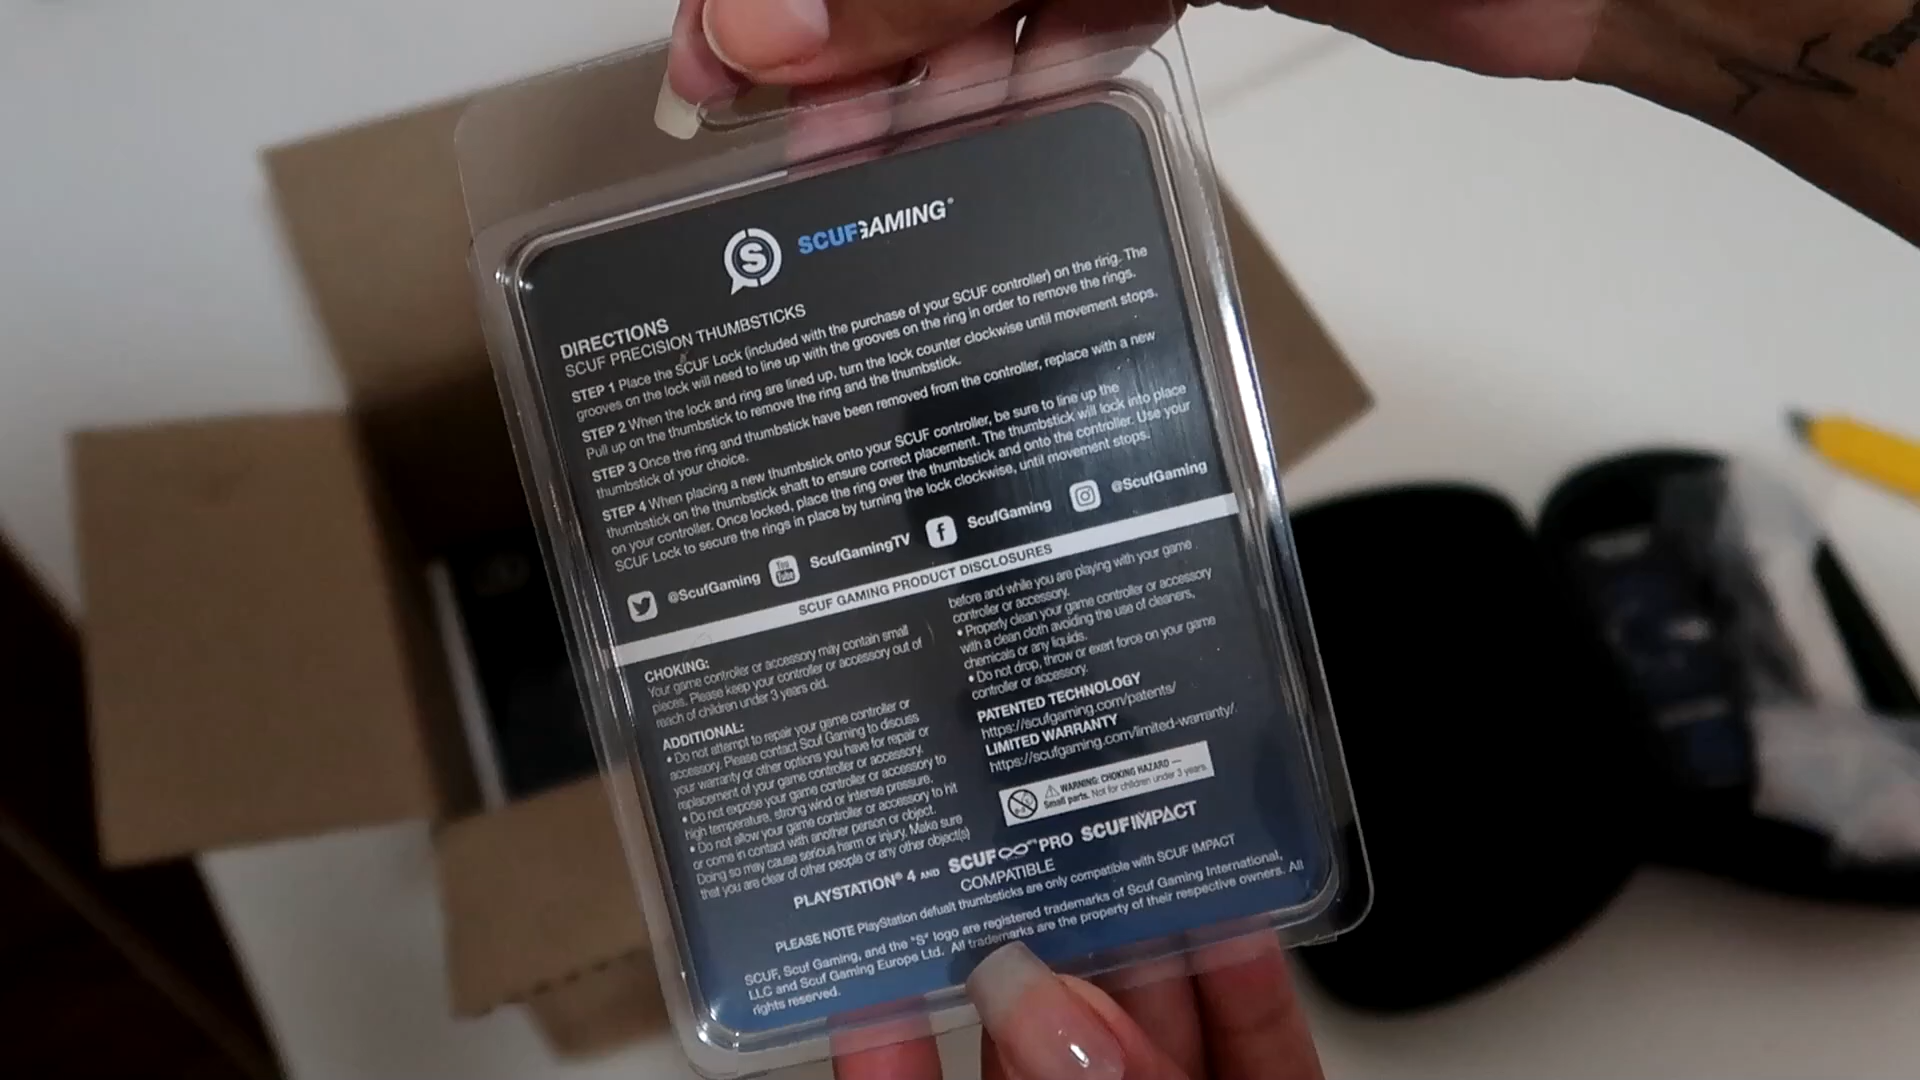 SCUFGAMING®
DIRECTIONS
SCUF PRECISION THUMBSTICKS
STEP 1 Place the SCUF Lock (included with the purchase of your SCUF controller) on the ring. The
grooves on the lock will need to line up with the grooves on the ring in order to remove the rings.
STEP 2 When the lock and ring are lined up, turn the lock counter clockwise until movement stops.
Pull up on the thumbstick to remove the ring and the thumbstick.
STEP 3 Once the ring and thumbstick have been removed from the controller, replace with a new
thumbstick of your choice.
STEP 4 When placing a new thumbstick onto your SCUF controller, be sure to line up the
thumbstick on the thumbstick shaft to ensure correct placement. The thumbstick will lock into place
on your controller. Once locked, place the ring over the thumbstick and onto the controller. Use your
SCUF Lock to secure the rings in place by turning the lock clockwise, until movement stops.
@ScufGaming You Tube ScufGamingTV f ScufGaming @ScufGaming
SCUF GAMING PRODUCT DISCLOSURES
CHOKING:
Your game controller or accessory may contain small
pieces. Please keep your controller or accessory out of
reach of children under 3 years old.
ADDITIONAL:
• Do not attempt to repair your game controller or
accessory. Please contact Scuf Gaming to discuss
your warranty or other options you have for repair or
replacement of your game controller or accessory.
• Do not expose your game controller or accessory to
high temperature, strong wind or intense pressure.
• Do not allow your game controller or accessory to hit
or come in contact with another person or object.
Doing so may cause serious harm or injury. Make sure
that you are clear of other people or any other object(s)
before and while you are playing with your game
controller or accessory.
• Properly clean your game controller or accessory
with a clean cloth avoiding the use of cleaners,
chemicals or any liquids.
• Do not drop, throw or exert force on your game
controller or accessory.
PATENTED TECHNOLOGY
https://scufgaming.com/patents/
LIMITED WARRANTY
https://scufgaming.com/limited-warranty/
WARNING: CHOKING HAZARD —
Small parts. Not for children under 3 years.
PLAYSTATION® 4 AND SCUF PRO SCUFIMPACT
COMPATIBLE
PLEASE NOTE PlayStation defualt thumbsticks are only compatible with SCUF IMPACT
SCUF, Scuf Gaming, and the "S" logo are registered trademarks of Scuf Gaming International,
LLC and Scuf Gaming Europe Ltd. All trademarks are the property of their respective owners. All
rights reserved.